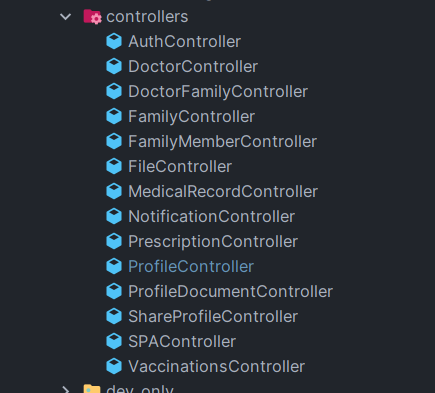 controllers
AuthController
DoctorController
DoctorFamilyController
FamilyController
FamilyMemberController
FileController
MedicalRecordController
NotificationController
PrescriptionController
ProfileController
ProfileDocumentController
ShareProfileController
SPAController
VaccinationsController
dev_only